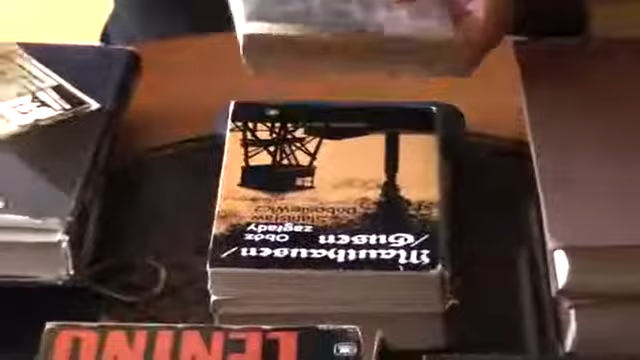 Mauthausen/
/Gusen
Obóz
zagłady
Stanisław
Dobosiewicz
LENINO